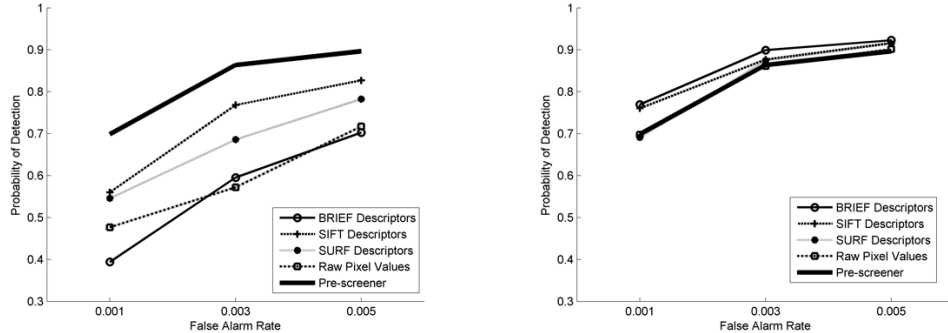 1
0.9
0.8
0.7
0.6
0.5
0.4
0.3
Probability of Detection
BRIEF Descriptors
SIFT Descriptors
SURF Descriptors
Raw Pixel Values
Pre-screener
0.001
0.003
0.005
False Alarm Rate
1
0.9
0.8
0.7
0.6
0.5
0.4
0.3
Probability of Detection
BRIEF Descriptors
SIFT Descriptors
SURF Descriptors
Raw Pixel Values
Pre-screener
0.001
0.003
0.005
False Alarm Rate